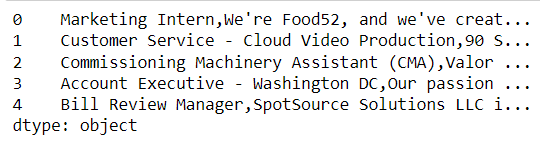 0 Marketing Intern,We're Food52, and we've creat...
1 Customer Service - Cloud Video Production,90 S...
2 Commissioning Machinery Assistant (CMA),Valor ...
3 Account Executive - Washington DC,Our passion ...
4 Bill Review Manager,SpotSource Solutions LLC i...
dtype: object